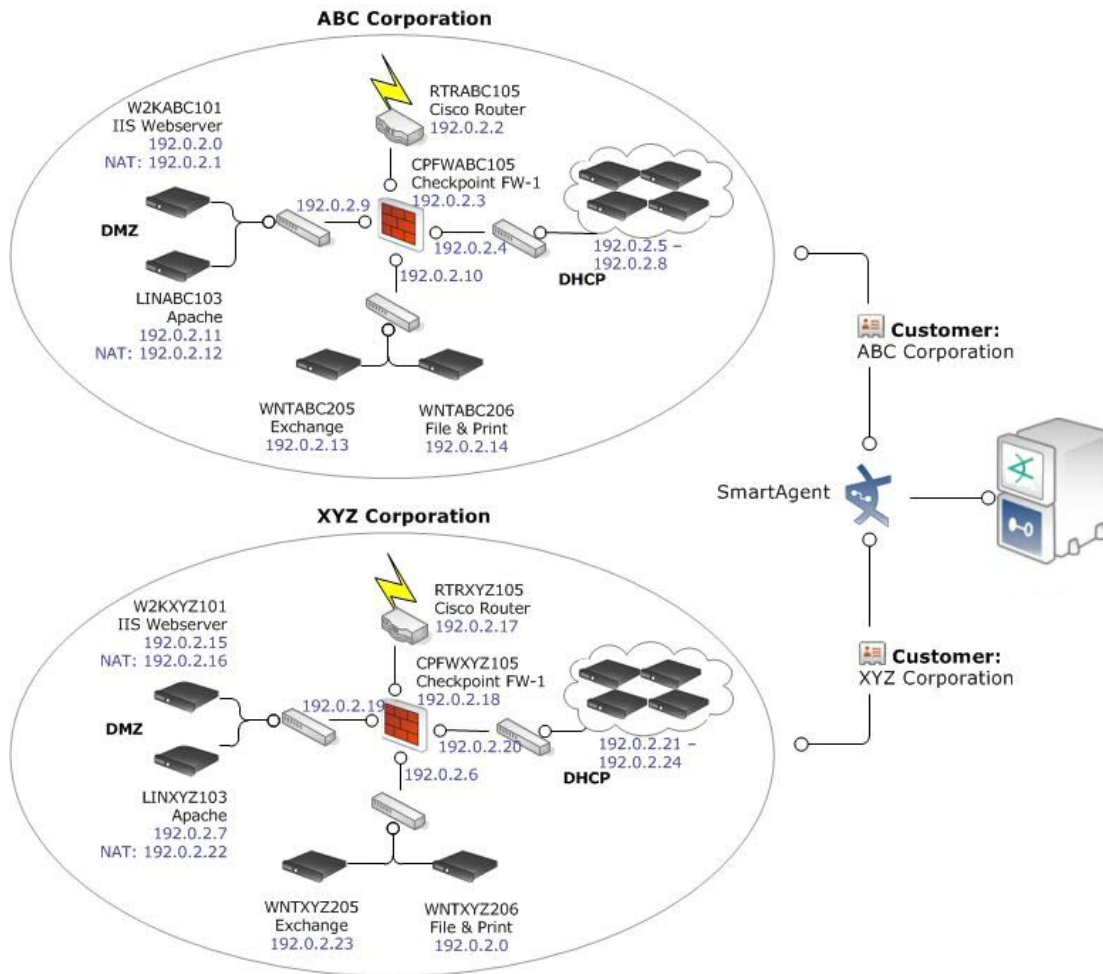 ABC Corporation
RTRABC105
Cisco Router
192.0.2.2
W2KABC101
IIS Webserver
192.0.2.0
NAT: 192.0.2.1
CPFWABC105
Checkpoint FW-1
192.0.2.3
192.0.2.9
DMZ
192.0.2.4
192.0.2.5 –
192.0.2.8
192.0.2.10
DHCP
LINABC103
Apache
192.0.2.11
NAT: 192.0.2.12
WNTABC205
Exchange
192.0.2.13
WNTABC206
File & Print
192.0.2.14
Customer:
ABC Corporation
SmartAgent
XYZ Corporation
RTRXYZ105
Cisco Router
192.0.2.17
W2KXYZ101
IIS Webserver
192.0.2.15
NAT: 192.0.2.16
CPFWXYZ105
Checkpoint FW-1
192.0.2.18
192.0.2.19
DMZ
192.0.2.20
192.0.2.21 –
192.0.2.24
192.0.2.6
DHCP
LINXYZ103
Apache
192.0.2.7
NAT: 192.0.2.22
WNTXYZ205
Exchange
192.0.2.23
WNTXYZ206
File & Print
192.0.2.0
Customer:
XYZ Corporation